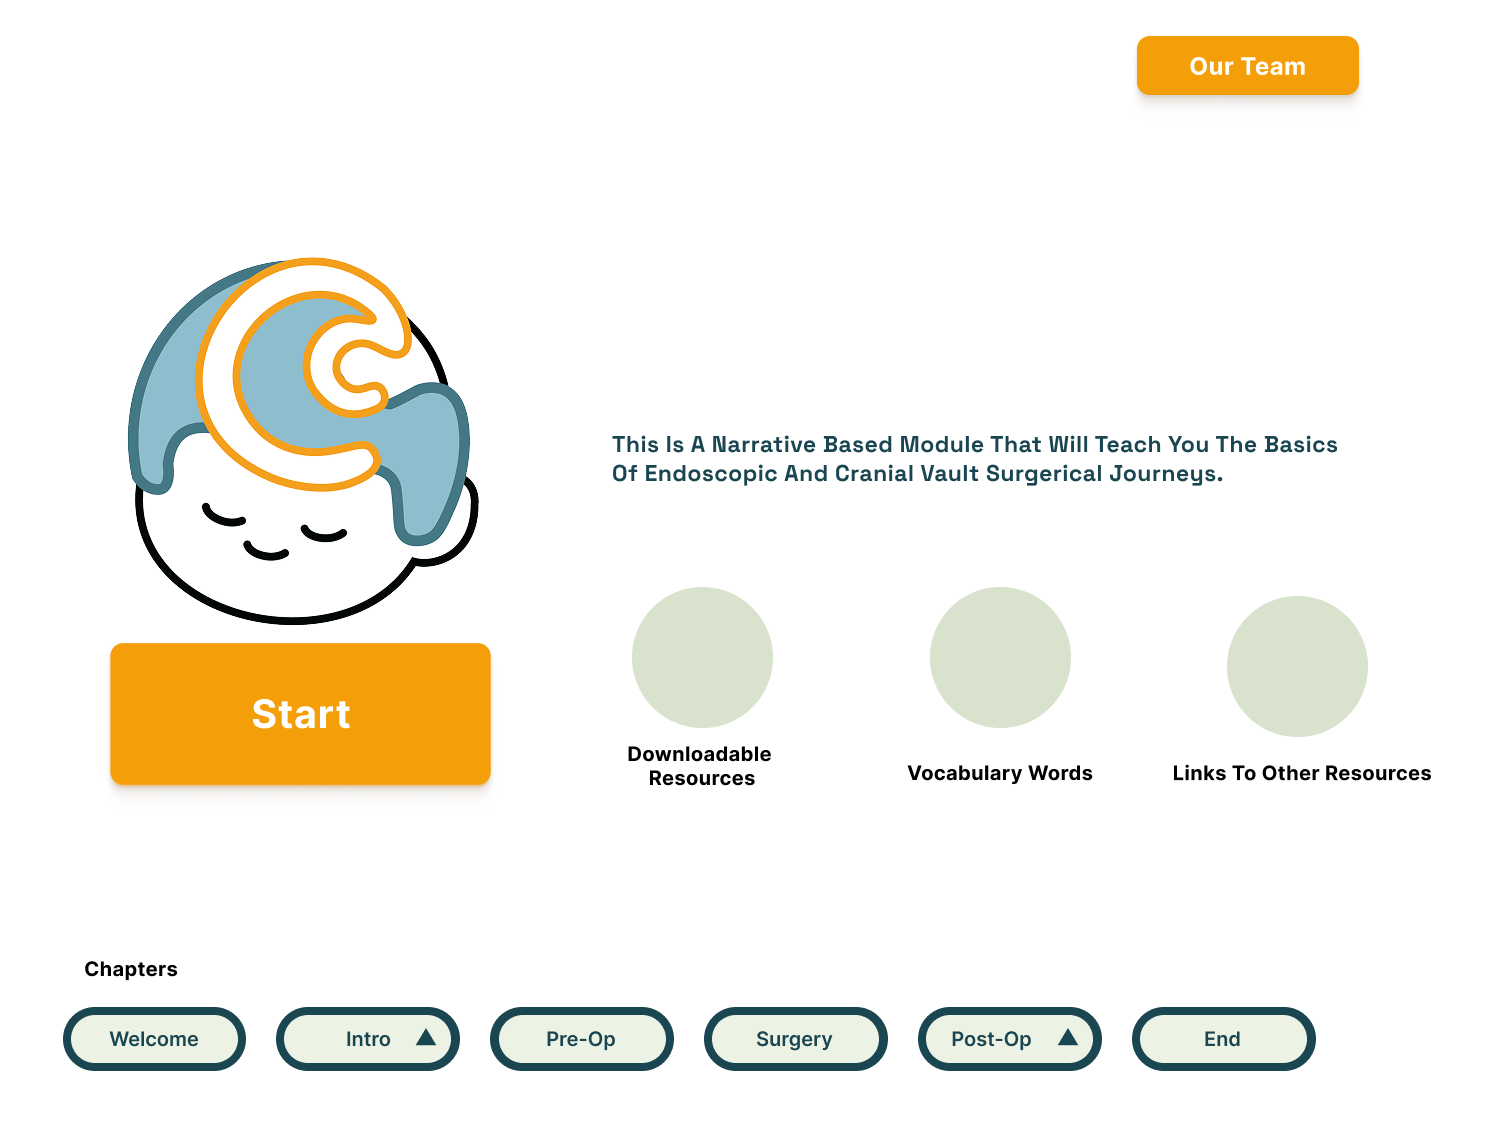 Our Team
This Is A Narrative Based Module That Will Teach You The Basics
Of Endoscopic And Cranial Vault Surgerical Journeys.
Start
Downloadable
Resources
Vocabulary Words
Links To Other Resources
Chapters
Welcome
Intro
Pre-Op
Surgery
Post-Op
End